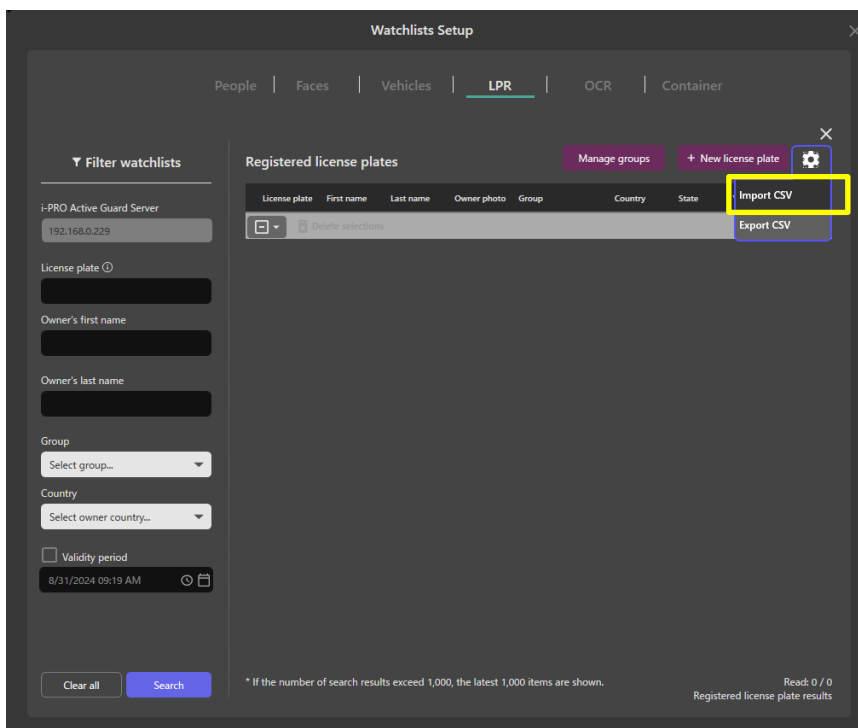 Watchlists Setup
People | Faces | Vehicles | LPR | OCR | Container
Filter watchlists
i-PRO Active Guard Server
192.168.0.229
License plate
Owner's first name
Owner's last name
Group
Select group...
Country
Select owner country...
Validity period
8/31/2024 09:19 AM
Clear all Search
Registered license plates
Manage groups + New license plate
License plate First name Last name Owner photo Group Country State
Import CSV
Delete selections
Export CSV
* If the number of search results exceed 1,000, the latest 1,000 items are shown.
Read: 0 / 0
Registered license plate results